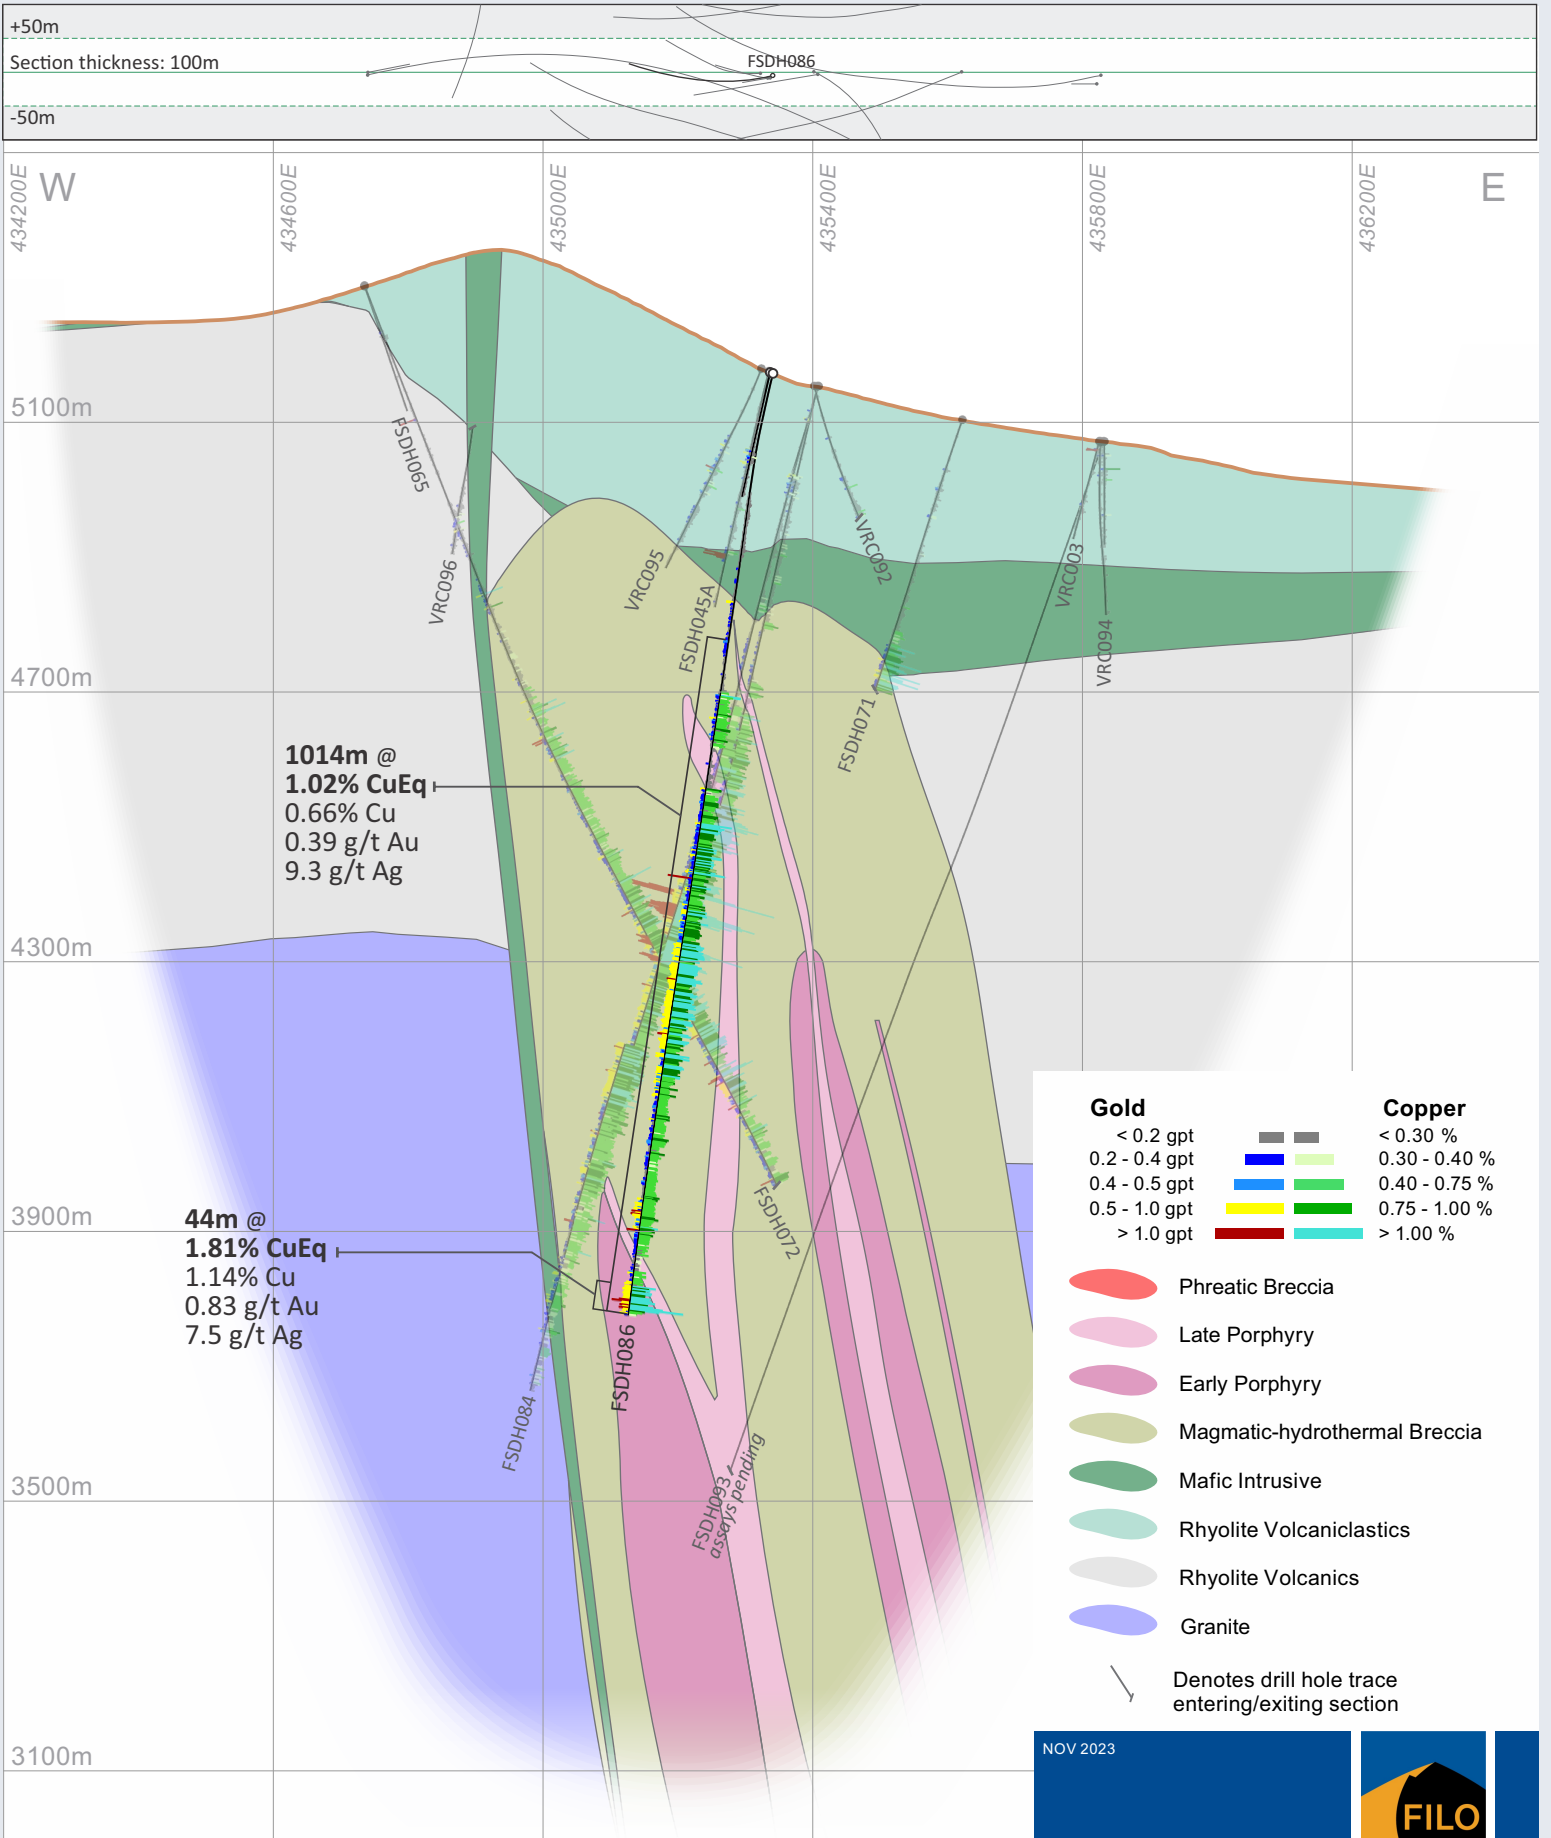 +50m
Section thickness: 100m
FSDH086
-50m
434200E
434600E
435000E
435400E
435800E
436200E
W
E
5100m
4700m
4300m
3900m
3500m
3100m
FSDH065
VRC096
VRC095
FSDH045A
VRC092
FSDH071
VRC003
VRC094
1014m @
1.02% CuEq
0.66% Cu
0.39 g/t Au
9.3 g/t Ag
44m @
1.81% CuEq
1.14% Cu
0.83 g/t Au
7.5 g/t Ag
FSDH072
FSDH086
FSDH084
FSDH093
assays pending
Gold Copper
< 0.2 gpt < 0.30 %
0.2 - 0.4 gpt 0.30 - 0.40 %
0.4 - 0.5 gpt 0.40 - 0.75 %
0.5 - 1.0 gpt 0.75 - 1.00 %
> 1.0 gpt > 1.00 %
Phreatic Breccia
Late Porphyry
Early Porphyry
Magmatic-hydrothermal Breccia
Mafic Intrusive
Rhyolite Volcaniclastics
Rhyolite Volcanics
Granite
Denotes drill hole trace
entering/exiting section
NOV 2023
FILO